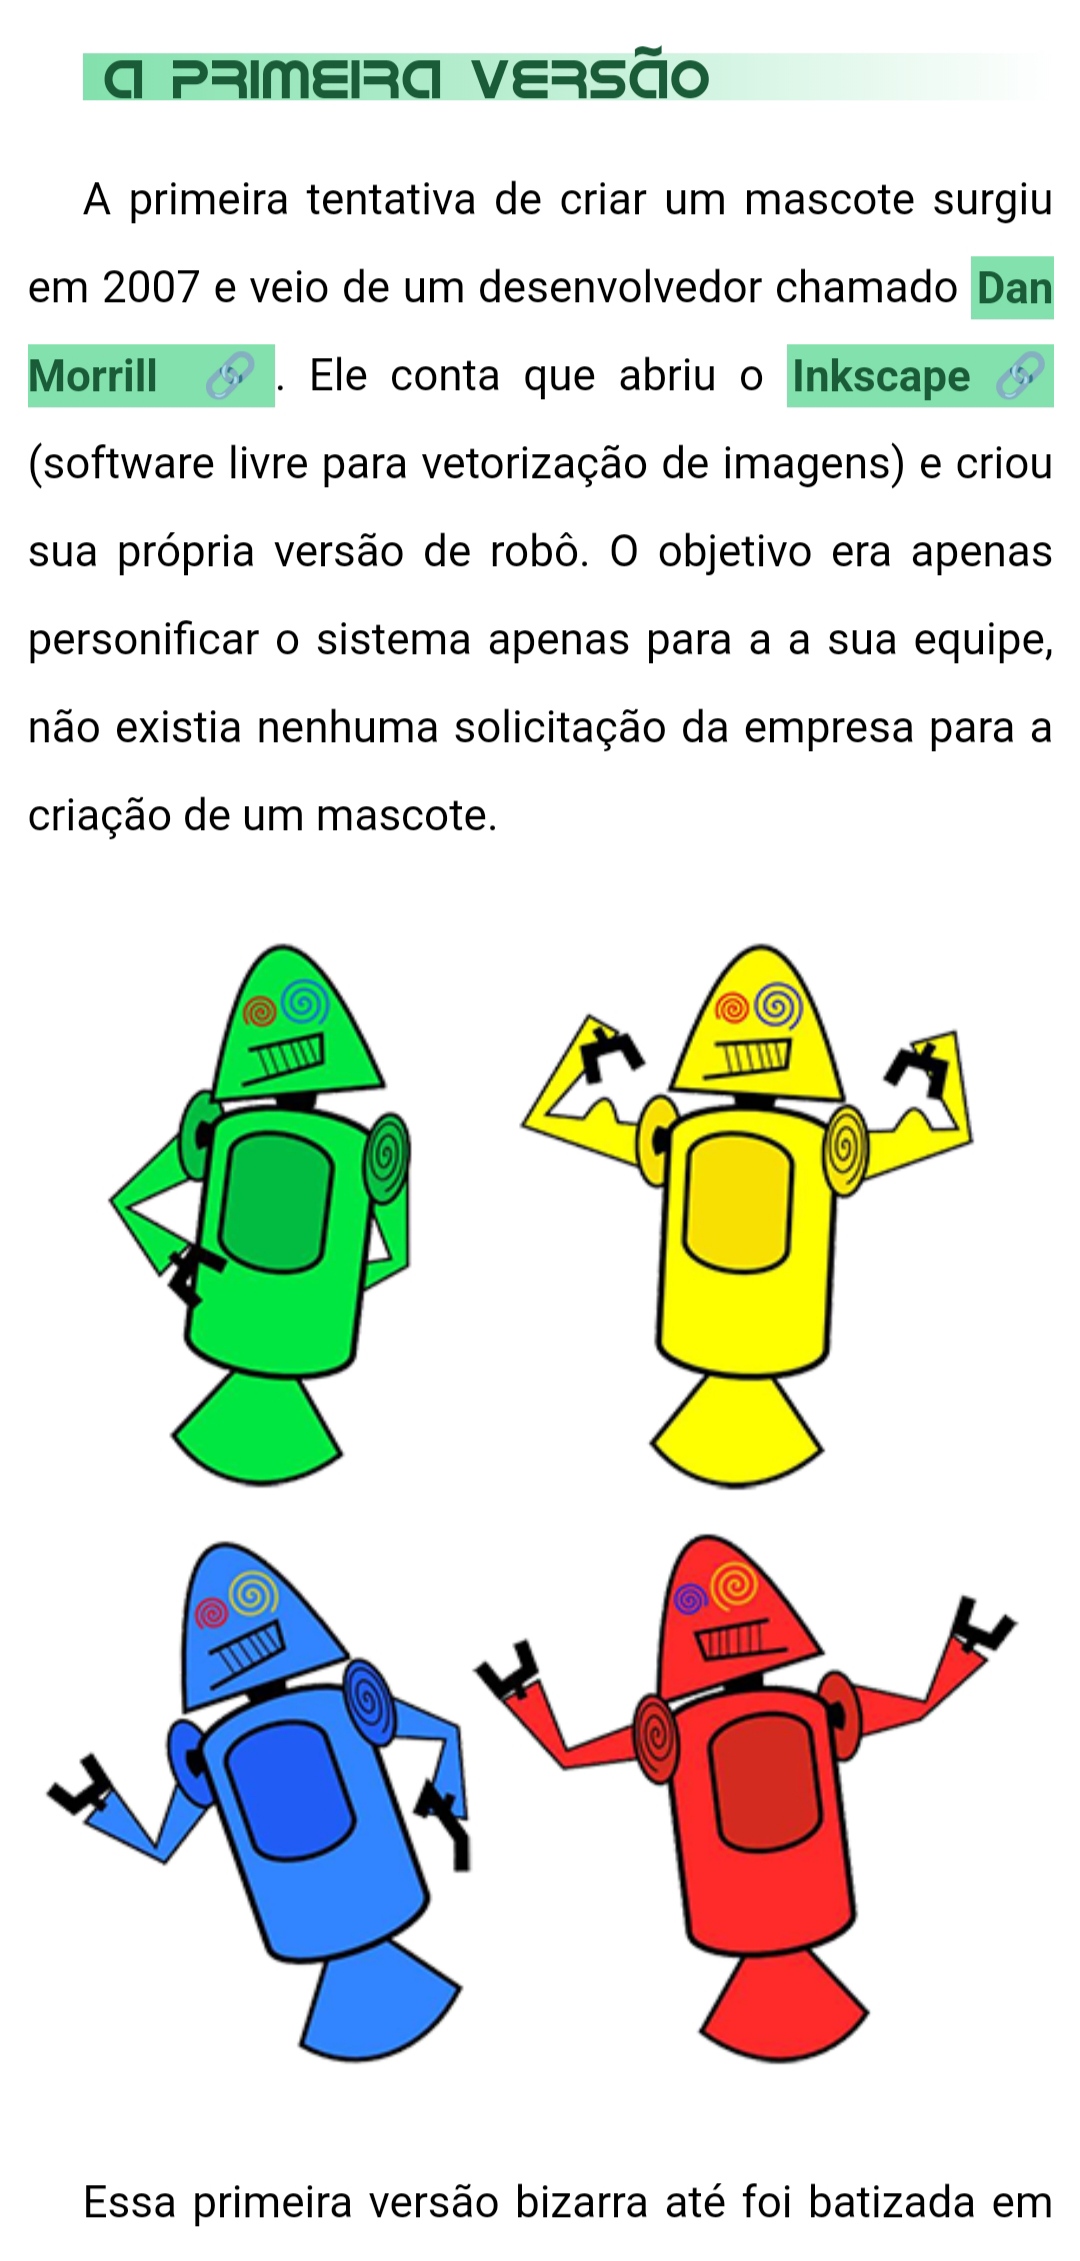 A PRIMEIRA VERSÃO
A primeira tentativa de criar um mascote surgiu
em 2007 e veio de um desenvolvedor chamado Dan
Morrill 🔗. Ele conta que abriu o Inkscape 🔗
(software livre para vetorização de imagens) e criou
sua própria versão de robô. O objetivo era apenas
personificar o sistema apenas para a a sua equipe,
não existia nenhuma solicitação da empresa para a
criação de um mascote.
Essa primeira versão bizarra até foi batizada em